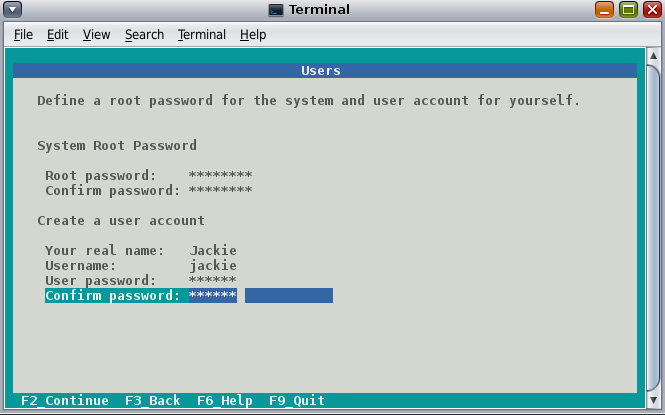 Terminal
File Edit View Search Terminal Help
Users
Define a root password for the system and user account for yourself.
System Root Password
Root password: ********
Confirm password: ********
Create a user account
Your real name: Jackie
Username: jackie
User password: ******
Confirm password: ******
F2_Continue F3_Back F6_Help F9_Quit